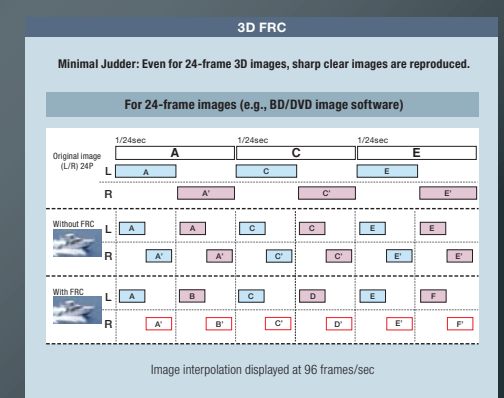 3D FRC
Minimal Judder: Even for 24-frame 3D images, sharp clear images are reproduced.
For 24-frame images (e.g., BD/DVD image software)
1/24sec 1/24sec 1/24sec
A C E
Original image
(L/R) 24P
L A C E
R A' C' E'
Without FRC
L A A C C E E
R A' A' C' C' E' E'
With FRC
L A B C D E F
R A' B' C' D' E' F'
Image interpolation displayed at 96 frames/sec